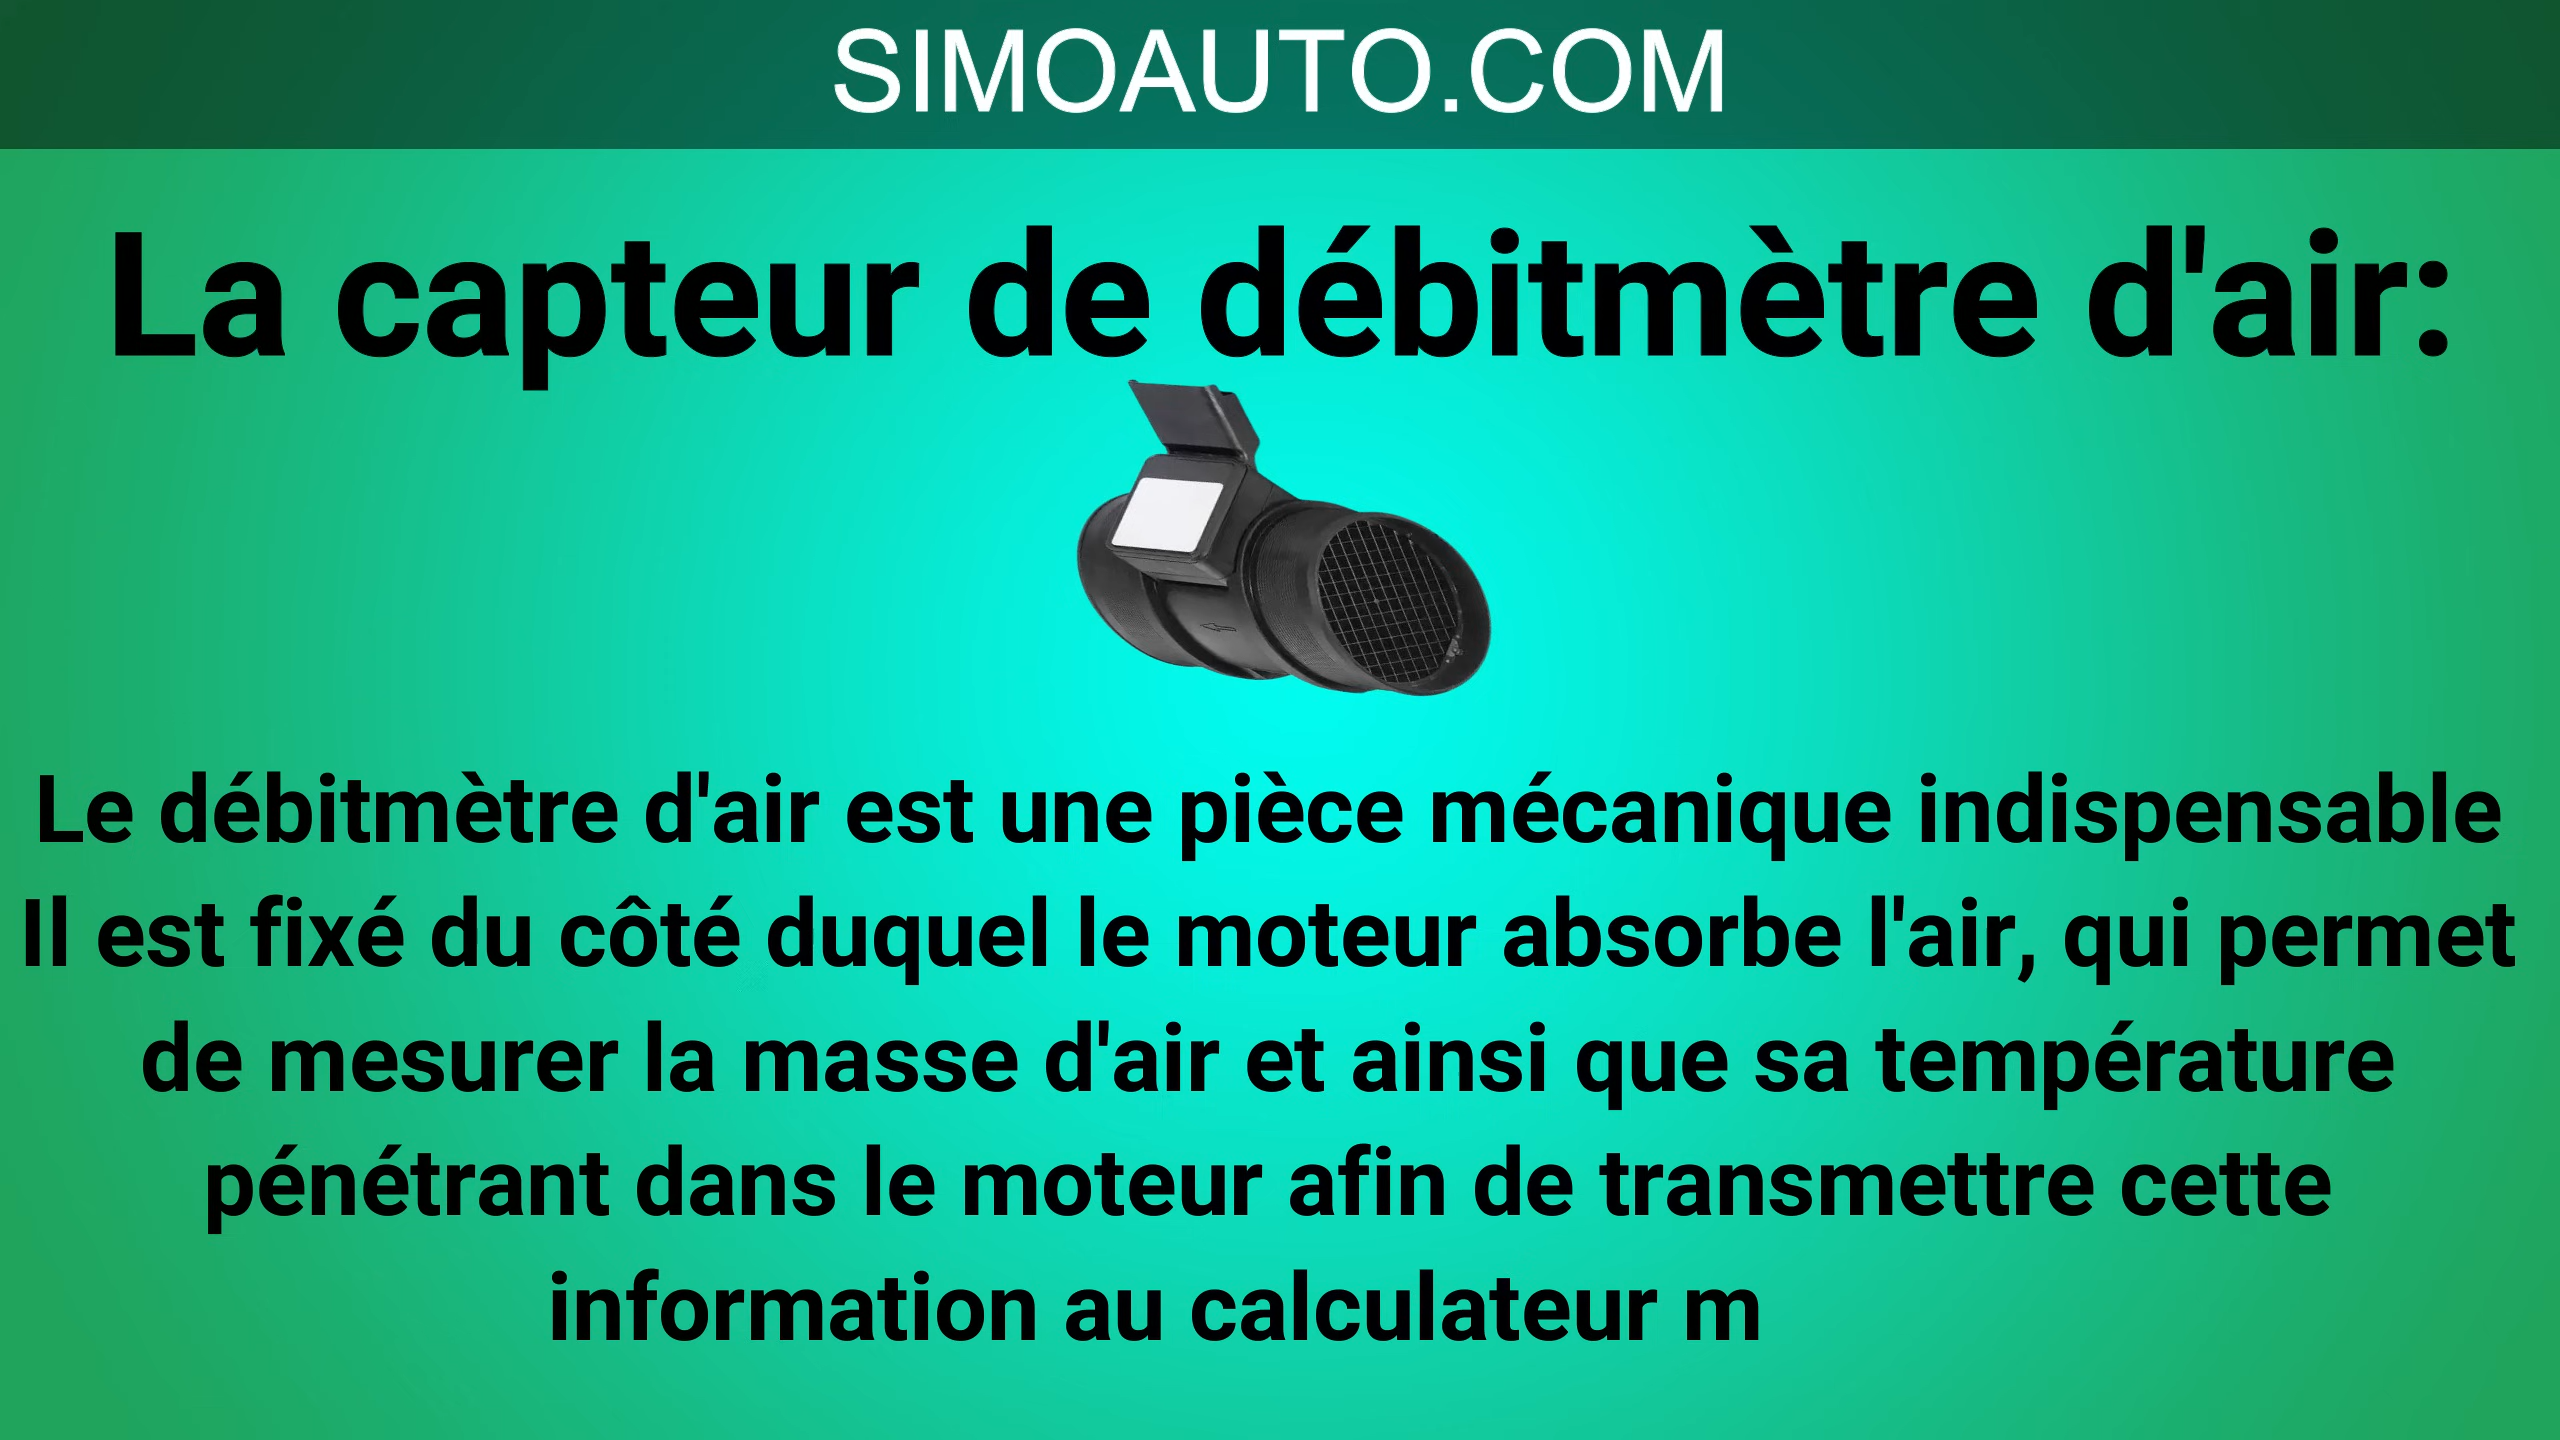 SIMOAUTO.COM
La capteur de débitmètre d'air:
Le débitmètre d'air est une pièce mécanique indispensable
Il est fixé du côté duquel le moteur absorbe l'air, qui permet
de mesurer la masse d'air et ainsi que sa température
pénétrant dans le moteur afin de transmettre cette
information au calculateur m